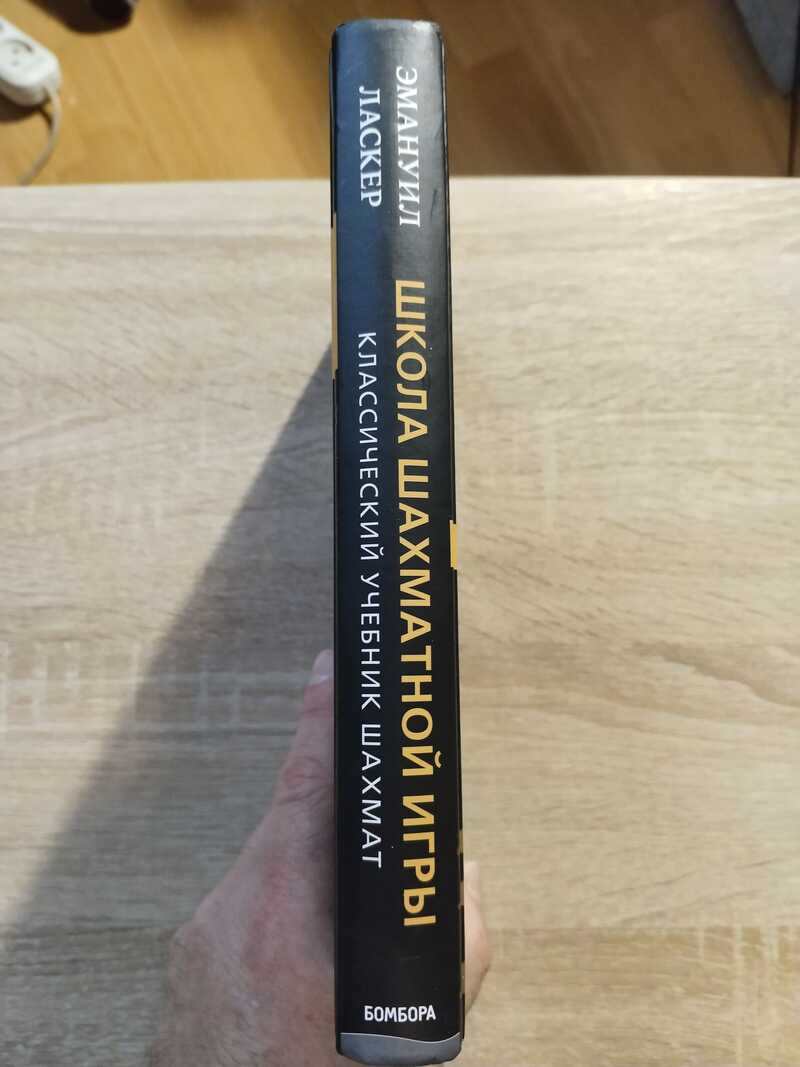 ЭМАНУИЛ
ЛАСКЕР
ШКОЛА ШАХМАТНОЙ ИГРЫ
КЛАССИЧЕСКИЙ УЧЕБНИК ШАХМАТ
БОМБОРА